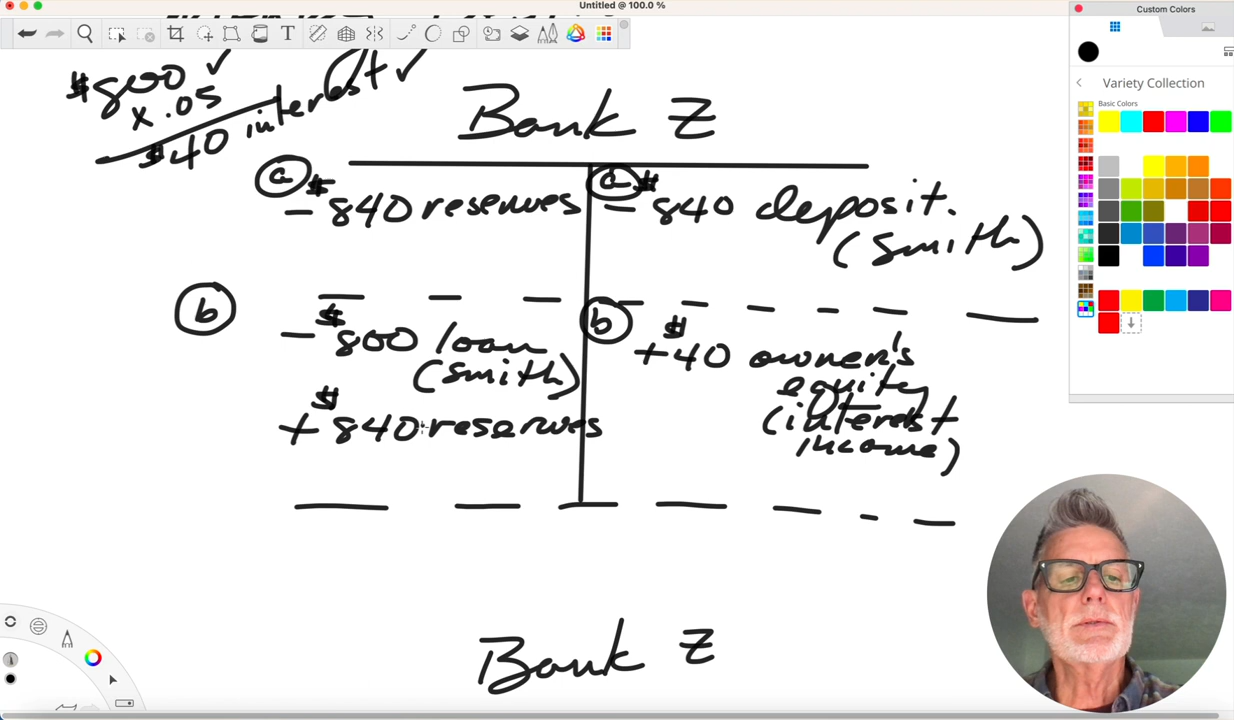 Untitled @ 100.0 %
Custom Colors
Variety Collection
Basic Colors
$800 ✓
x .05
$40 interest ✓
Bank Z
a a
- $840 reserves - $840 deposit.
(Smith)
b b
- $800 loan + $40 owner's
(Smith) equity
+ $840 reserves (interest
income)
Bank Z